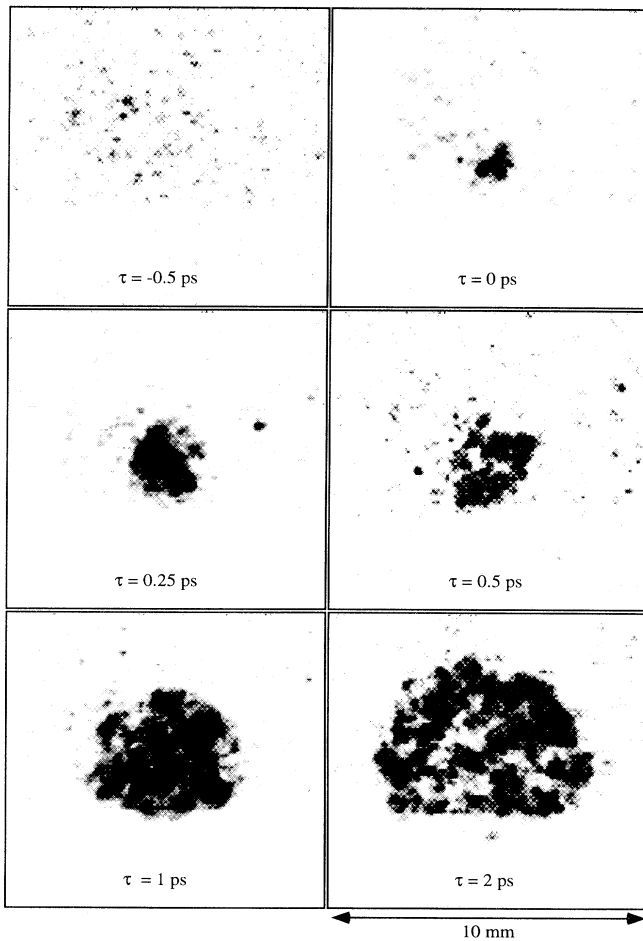 τ = -0.5 ps
τ = 0 ps
τ = 0.25 ps
τ = 0.5 ps
τ = 1 ps
τ = 2 ps
10 mm